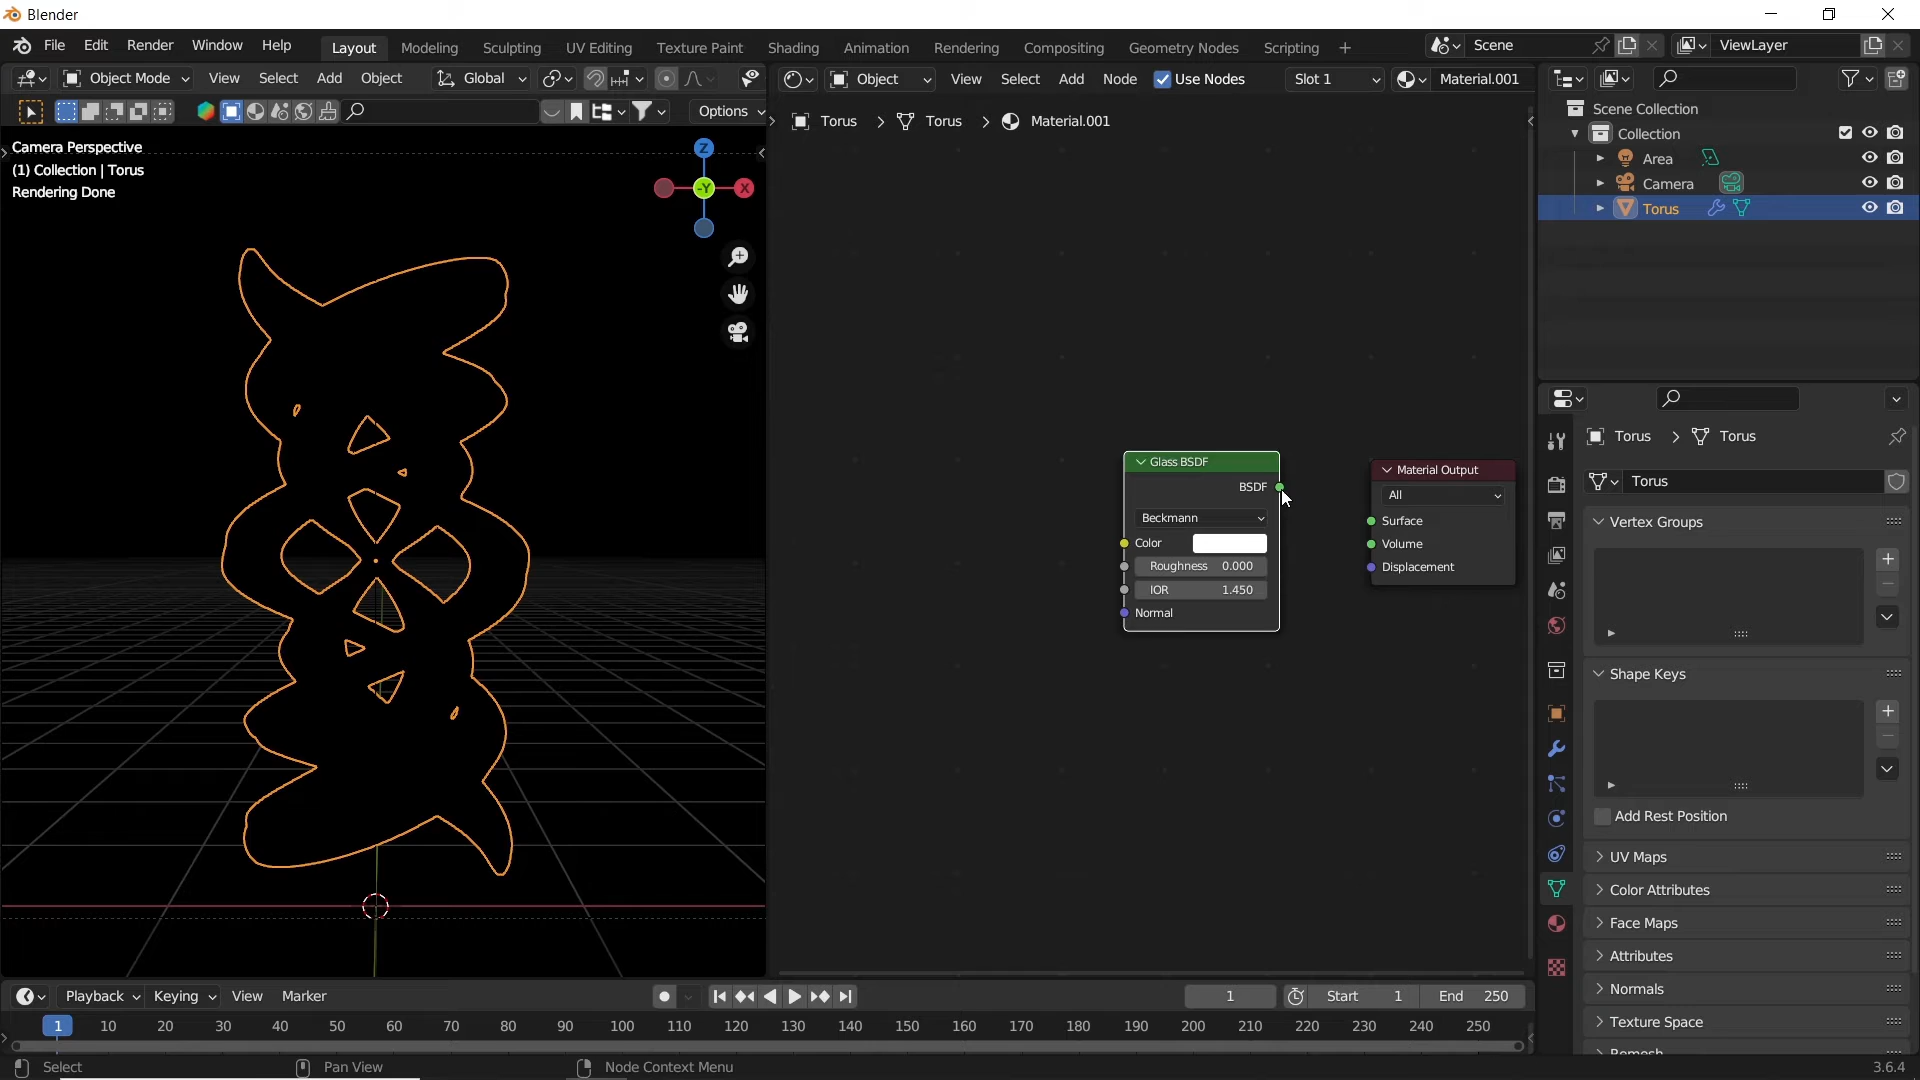 Blender
File Edit Render Window Help
Layout Modeling Sculpting UV Editing Texture Paint Shading Animation Rendering Compositing Geometry Nodes Scripting +
Scene
ViewLayer
Object Mode View Select Add Object Global
Object View Select Add Node Use Nodes Slot 1 Material.001
Options
Torus > Torus > Material.001
Camera Perspective
(1) Collection | Torus
Rendering Done
Z
X
-Y
Glass BSDF
BSDF
Beckmann
Color
Roughness 0.000
IOR 1.450
Normal
Material Output
All
Surface
Volume
Displacement
Scene Collection
Collection
Area
Camera
Torus
Torus > Torus
Torus
Vertex Groups
Shape Keys
Add Rest Position
UV Maps
Color Attributes
Face Maps
Attributes
Normals
Texture Space
Remesh
Playback Keying View Marker
1
Start 1
End 250
1 10 20 30 40 50 60 70 80 90 100 110 120 130 140 150 160 170 180 190 200 210 220 230 240 250
Select
Pan View
Node Context Menu
3.6.4